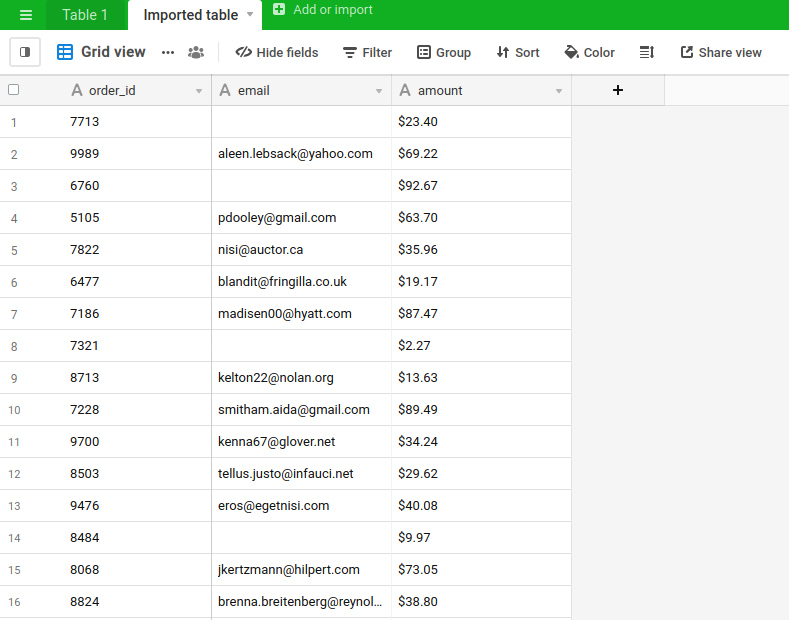 Table 1 Imported table Add or import
Grid view Hide fields Filter Group Sort Color Share view
A order_id A email A amount +
1 7713 $23.40
2 9989 aleen.lebsack@yahoo.com $69.22
3 6760 $92.67
4 5105 pdooley@gmail.com $63.70
5 7822 nisi@auctor.ca $35.96
6 6477 blandit@fringilla.co.uk $19.17
7 7186 madisen00@hyatt.com $87.47
8 7321 $2.27
9 8713 kelton22@nolan.org $13.63
10 7228 smitham.aida@gmail.com $89.49
11 9700 kenna67@glover.net $34.24
12 8503 tellus.justo@infauci.net $29.62
13 9476 eros@egetnisi.com $40.08
14 8484 $9.97
15 8068 jkertzmann@hilpert.com $73.05
16 8824 brenna.breitenberg@reynol... $38.80